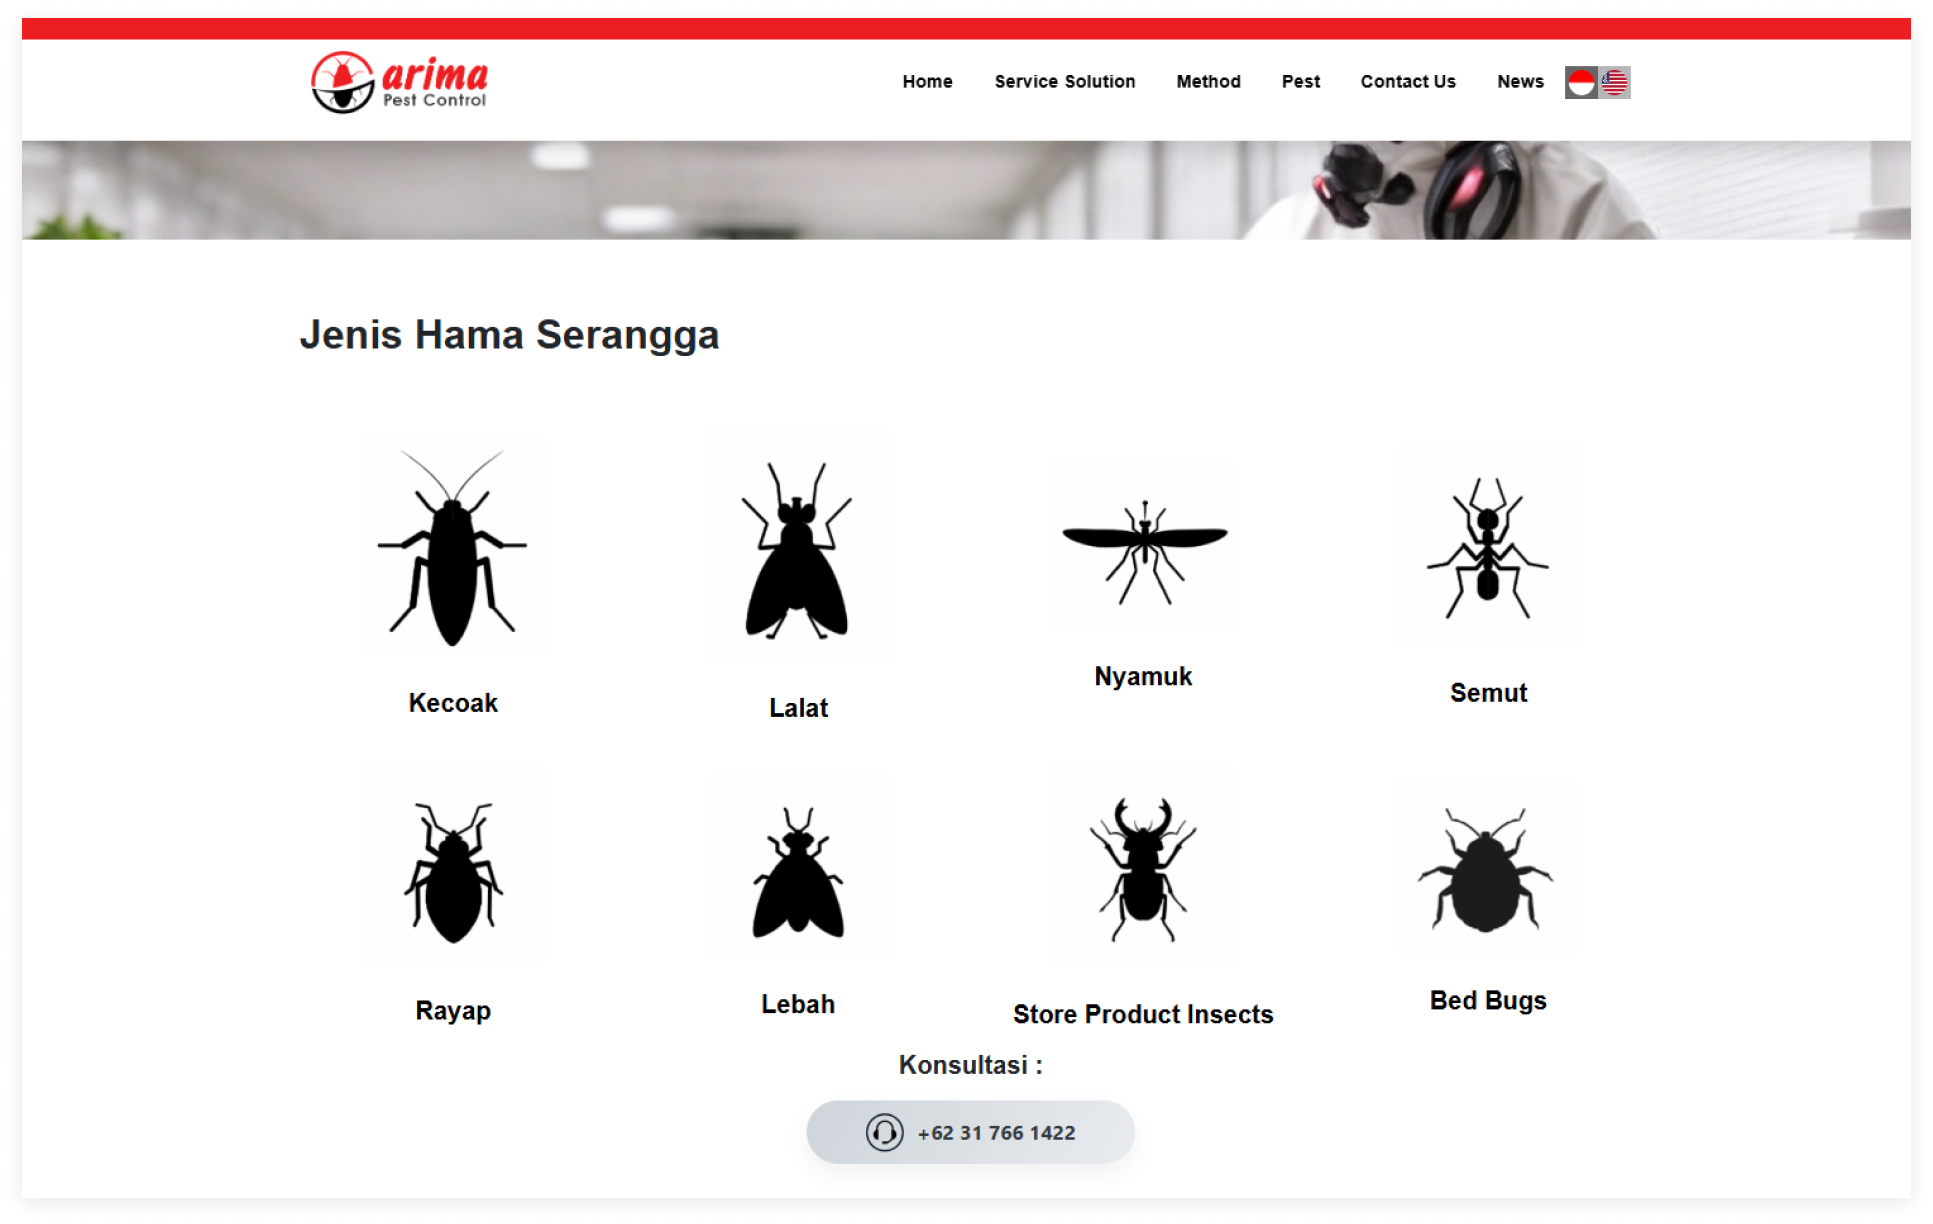 arima
Pest Control
Home Service Solution Method Pest Contact Us News
Jenis Hama Serangga
Kecoak Lalat Nyamuk Semut
Rayap Lebah Store Product Insects Bed Bugs
Konsultasi :
+62 31 766 1422